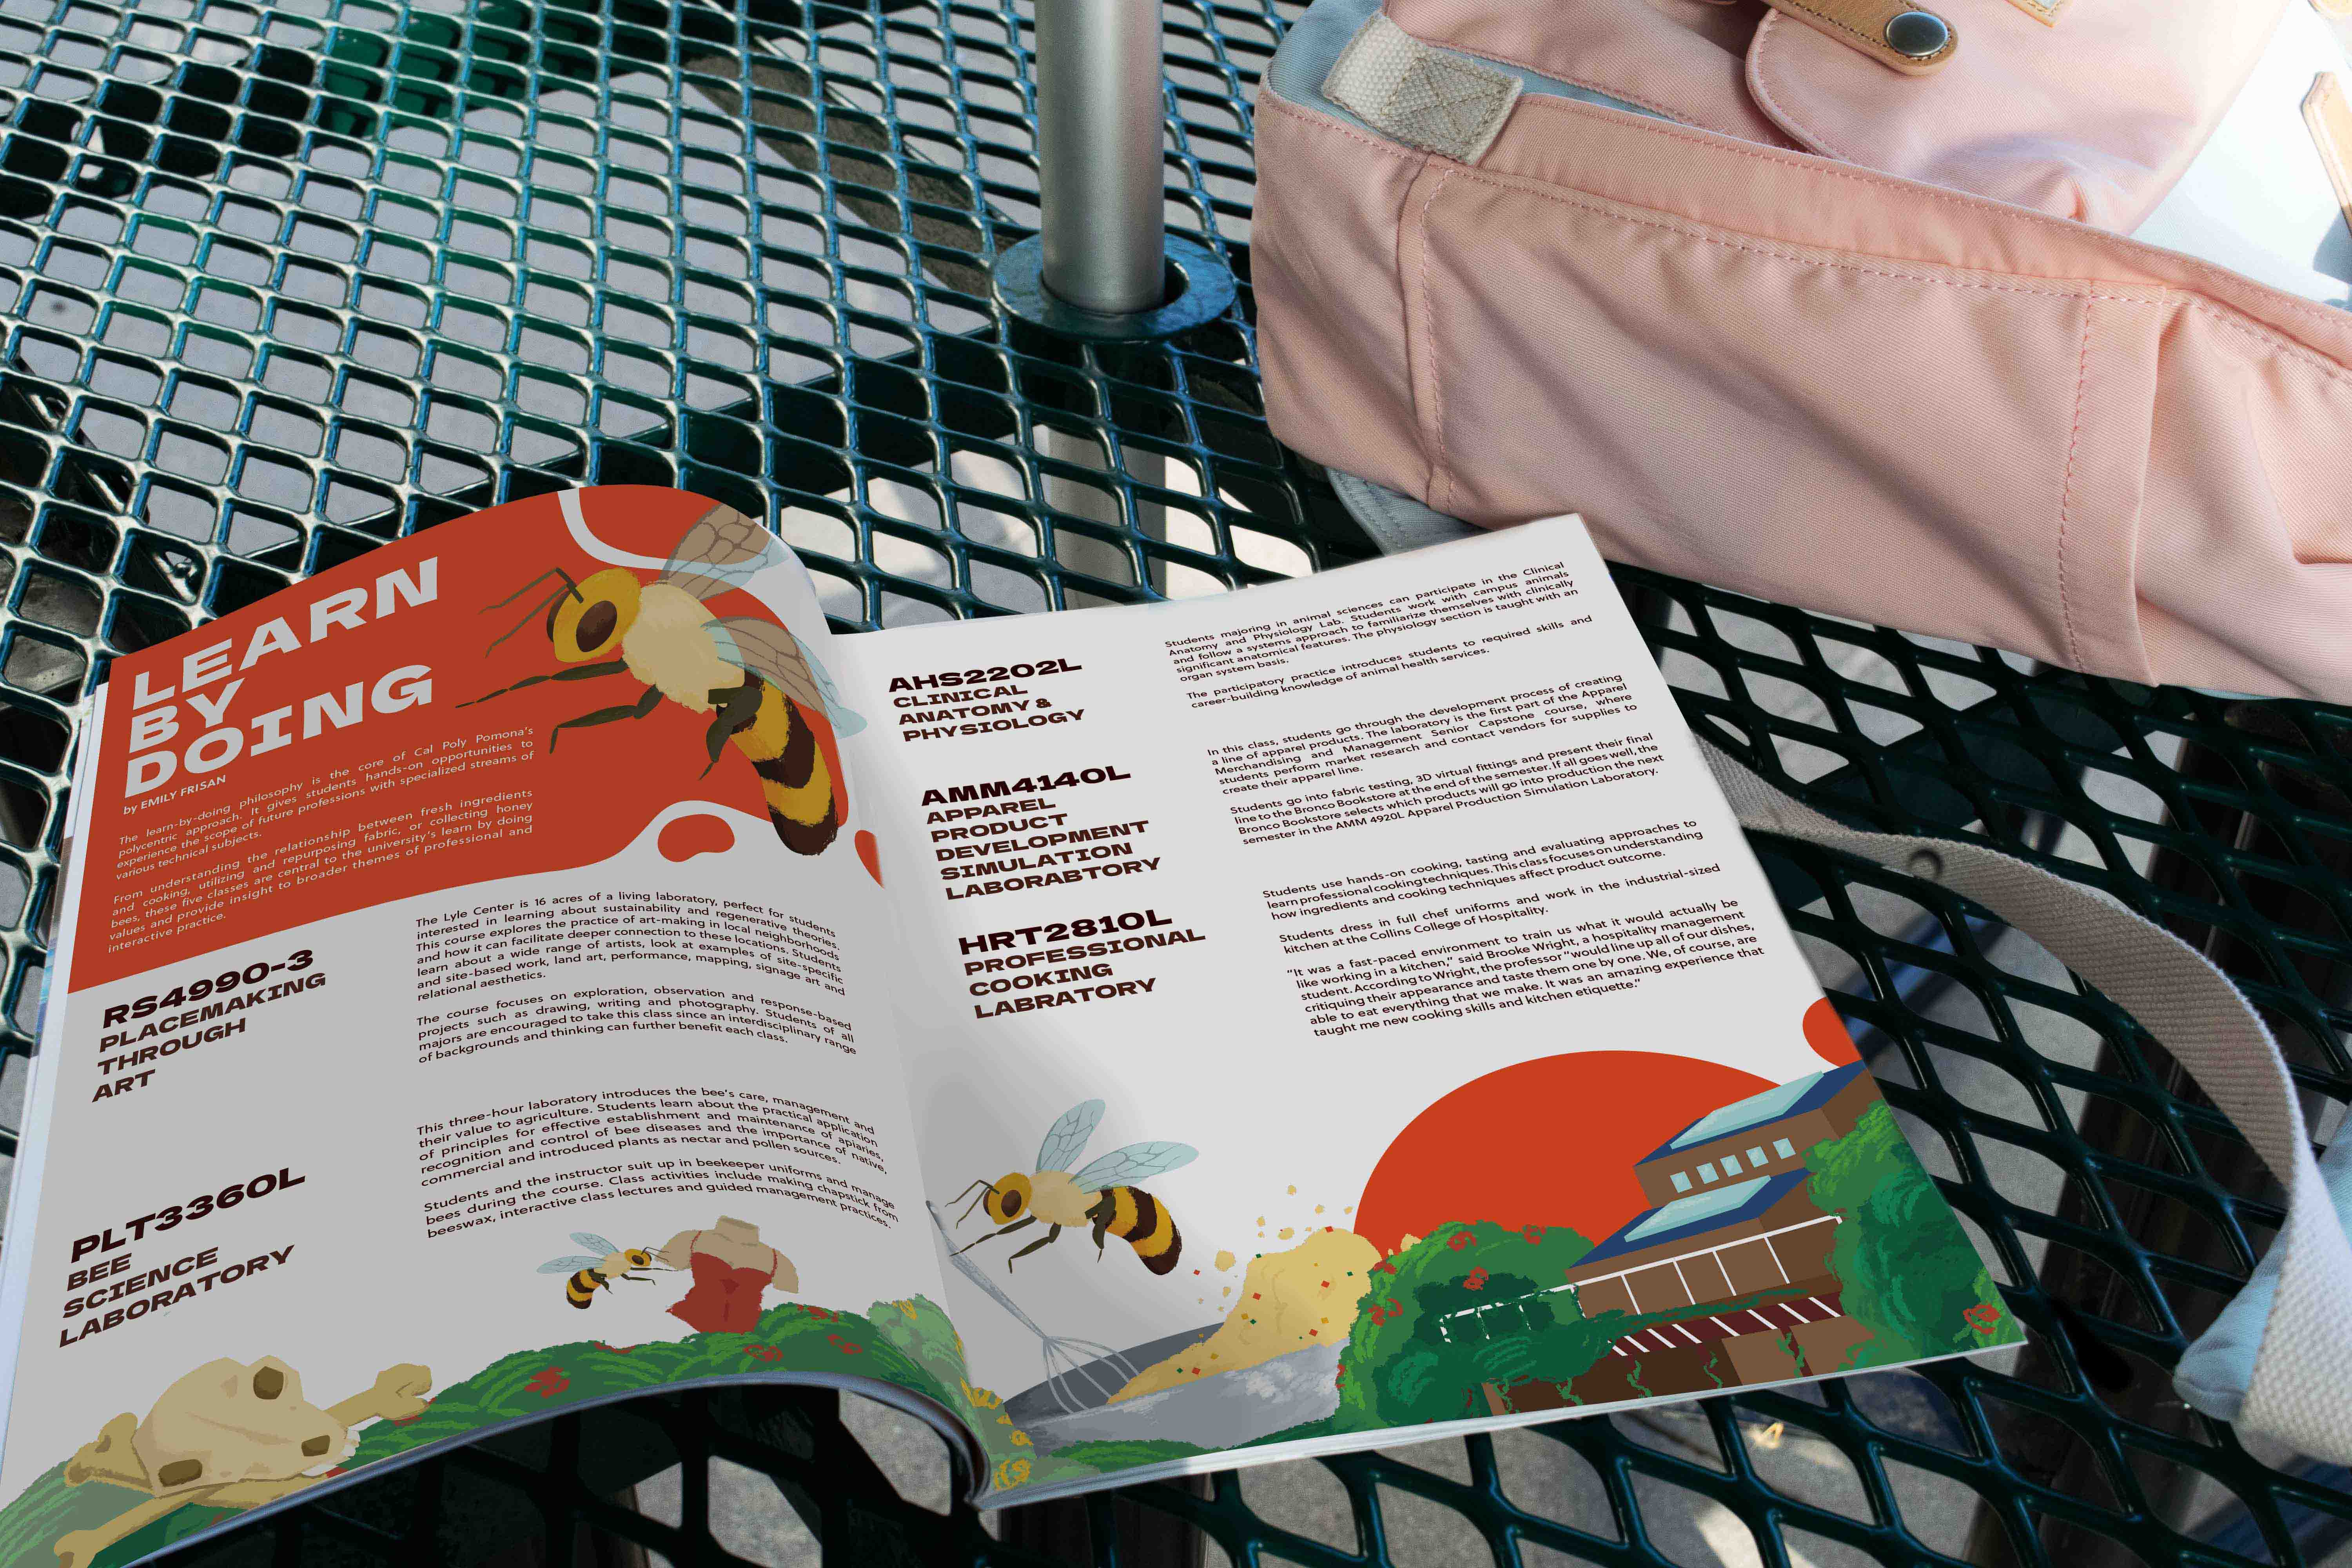 LEARN
BY
DOING
by EMILY FRISAN
The learn-by-doing philosophy is the core of Cal Poly Pomona's
polycentric approach. It gives students hands-on opportunities to
experience the scope of future professions with specialized streams of
various technical subjects.
From understanding the relationship between fresh ingredients
and cooking, utilizing and repurposing fabric, or collecting honey
bees, these five classes are central to the university's learn by doing
values and provide insight to broader themes of professional and
interactive practice.
RS4990-3
PLACEMAKING
THROUGH
ART
The Lyle Center is 16 acres of a living laboratory, perfect for students
interested in learning about sustainability and regenerative theories.
This course explores the practice of art-making in local neighborhoods
and how it can facilitate deeper connection to these locations. Students
learn about a wide range of artists, look at examples of site-specific
and site-based work, land art, performance, mapping, signage art and
relational aesthetics.
The course focuses on exploration, observation and response-based
projects such as drawing, writing and photography. Students of all
majors are encouraged to take this class since an interdisciplinary range
of backgrounds and thinking can further benefit each class.
PLT3360L
BEE
SCIENCE
LABORATORY
This three-hour laboratory introduces the bee's care, management and
their value to agriculture. Students learn about the practical application
of principles for effective establishment and maintenance of apiaries,
recognition and control of bee diseases and the importance of native,
commercial and introduced plants as nectar and pollen sources.
Students and the instructor suit up in beekeeper uniforms and manage
bees during the course. Class activities include making chapstick from
beeswax, interactive class lectures and guided management practices.
AHS2202L
CLINICAL
ANATOMY &
PHYSIOLOGY
Students majoring in animal sciences can participate in the Clinical
Anatomy and Physiology Lab. Students work with campus animals
and follow a systems approach to familiarize themselves with clinically
significant anatomical features. The physiology section is taught with an
organ system basis.
The participatory practice introduces students to required skills and
career-building knowledge of animal health services.
AMM4140L
APPAREL
PRODUCT
DEVELOPMENT
SIMULATION
LABORABTORY
In this class, students go through the development process of creating
a line of apparel products. The laboratory is the first part of the Apparel
Merchandising and Management Senior Capstone course, where
students perform market research and contact vendors for supplies to
create their apparel line.
Students go into fabric testing, 3D virtual fittings and present their final
line to the Bronco Bookstore at the end of the semester. If all goes well, the
Bronco Bookstore selects which products will go into production the next
semester in the AMM 4920L Apparel Production Simulation Laboratory.
HRT2810L
PROFESSIONAL
COOKING
LABRATORY
Students use hands-on cooking, tasting and evaluating approaches to
learn professional cooking techniques. This class focuses on understanding
how ingredients and cooking techniques affect product outcome.
Students dress in full chef uniforms and work in the industrial-sized
kitchen at the Collins College of Hospitality.
"It was a fast-paced environment to train us what it would actually be
like working in a kitchen," said Brooke Wright, a hospitality management
student. According to Wright, the professor "would line up all of our dishes,
critiquing their appearance and taste them one by one. We, of course, are
able to eat everything that we make. It was an amazing experience that
taught me new cooking skills and kitchen etiquette."